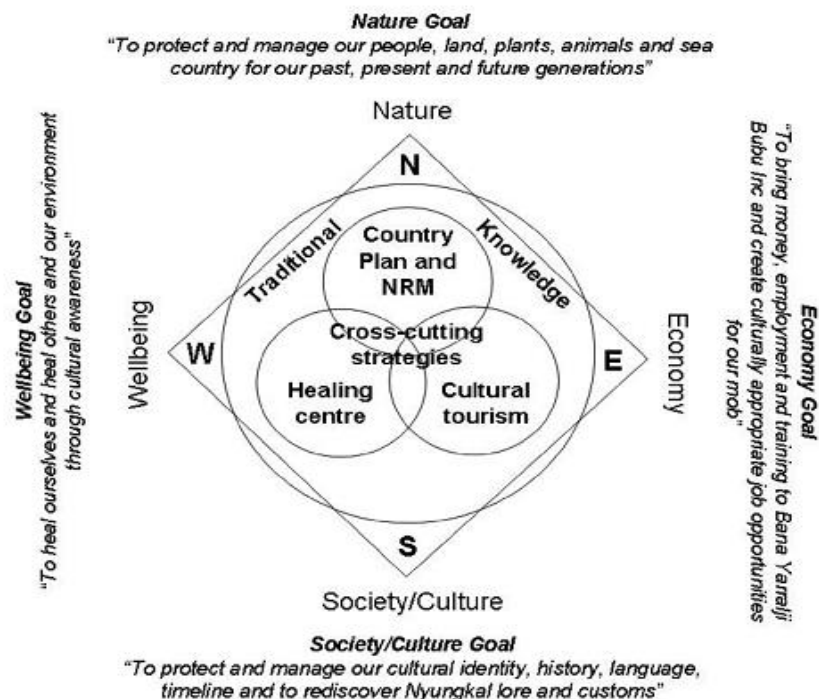 Nature Goal
“To protect and manage our people, land, plants, animals and sea
country for our past, present and future generations”
Nature
N
Traditional
Knowledge
Country
Plan and
NRM
Cross-cutting
strategies
Healing
centre
Cultural
tourism
W
E
S
Wellbeing
Wellbeing Goal
“To heal ourselves and heal others and our environment
through cultural awareness”
Economy
Economy Goal
“To bring money, employment and training to Bana Yarralji
Bubu Inc and create culturally appropriate job opportunities
for our mob”
Society/Culture
Society/Culture Goal
“To protect and manage our cultural identity, history, language,
timeline and to rediscover Nyungkal lore and customs”